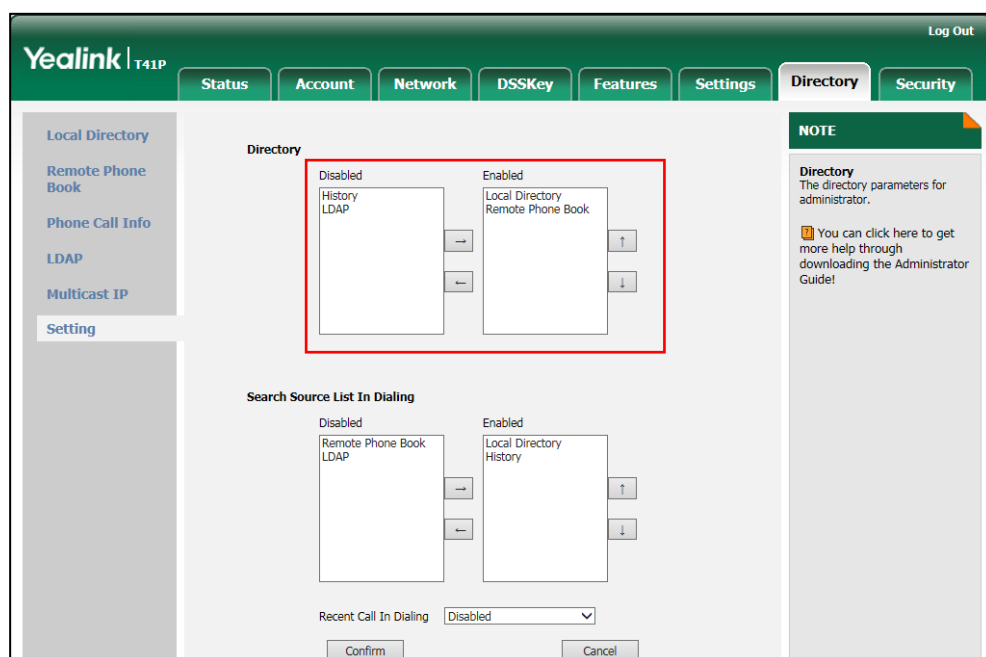 Log Out
Yealink T41P
Status Account Network DSSKey Features Settings Directory Security
Local Directory
Remote Phone
Book
Phone Call Info
LDAP
Multicast IP
Setting
Directory
Disabled Enabled
History
LDAP
Local Directory
Remote Phone Book
→ ↑
← ↓
Search Source List In Dialing
Disabled Enabled
Remote Phone Book
LDAP
Local Directory
History
→ ↑
← ↓
Recent Call In Dialing Disabled
Confirm Cancel
NOTE
Directory
The directory parameters for
administrator.
? You can click here to get
more help through
downloading the Administrator
Guide!